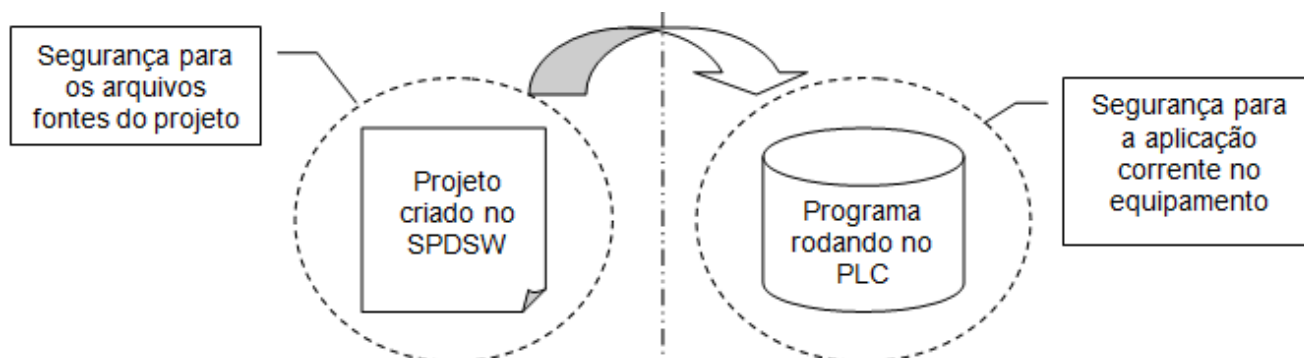 Segurança para
os arquivos
fontes do projeto
Projeto
criado no
SPDSW
Programa
rodando no
PLC
Segurança para
a aplicação
corrente no
equipamento